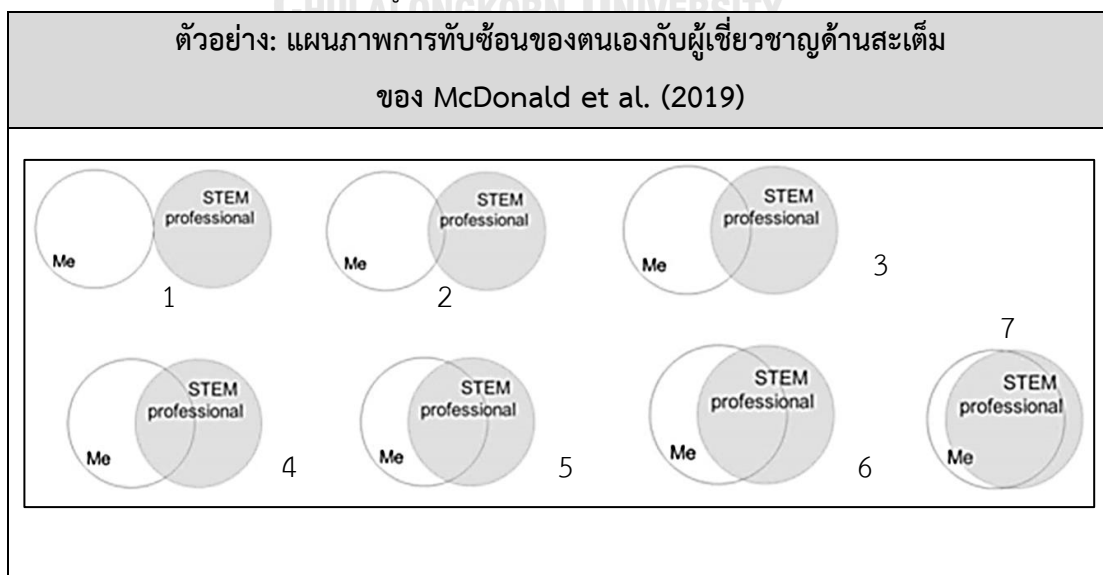 CHULALONGKORN UNIVERSITY
ตัวอย่าง: แผนภาพการทับซ้อนของตนเองกับผู้เชี่ยวชาญด้านสะเต็ม
ของ McDonald et al. (2019)
STEM
professional
Me
1
STEM
professional
Me
2
STEM
professional
Me
3
STEM
professional
Me
4
STEM
professional
Me
5
STEM
professional
Me
6
7
STEM
professional
Me